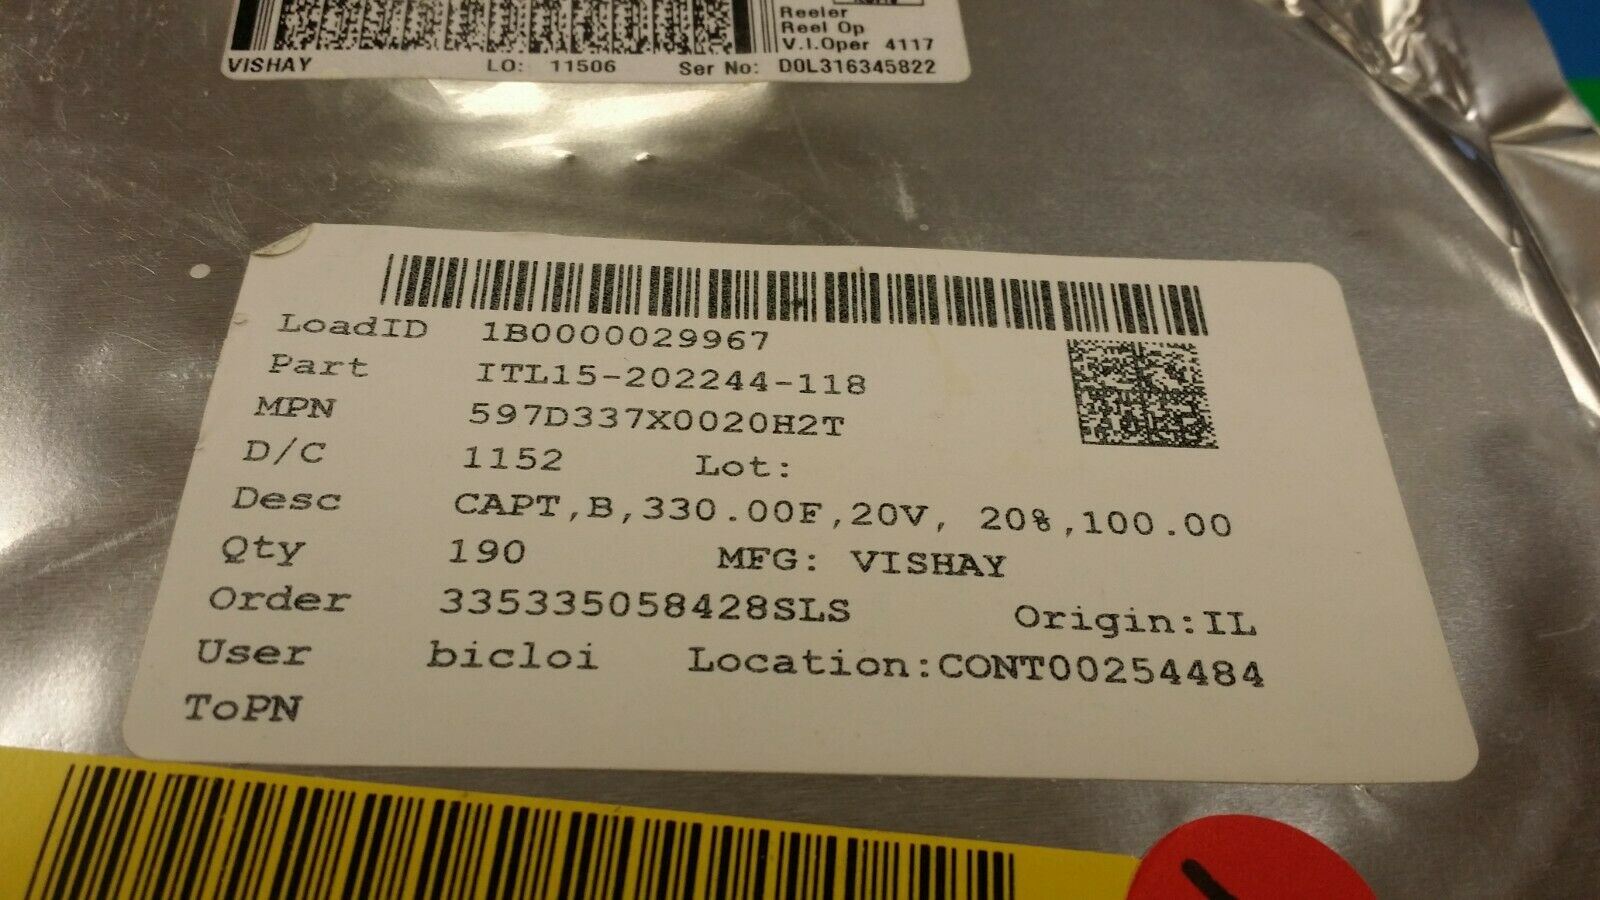 Reeler
Reel Op
V.I.Oper 4117
VISHAY LO: 11506 Ser No: D0L316345822
LoadID 1B0000029967
Part ITL15-202244-118
MPN 597D337X0020H2T
D/C 1152 Lot:
Desc CAPT,B,330.00F,20V, 20%,100.00
Qty 190 MFG: VISHAY
Order 335335058428SLS Origin:IL
User bicloi Location:CONT00254484
ToPN